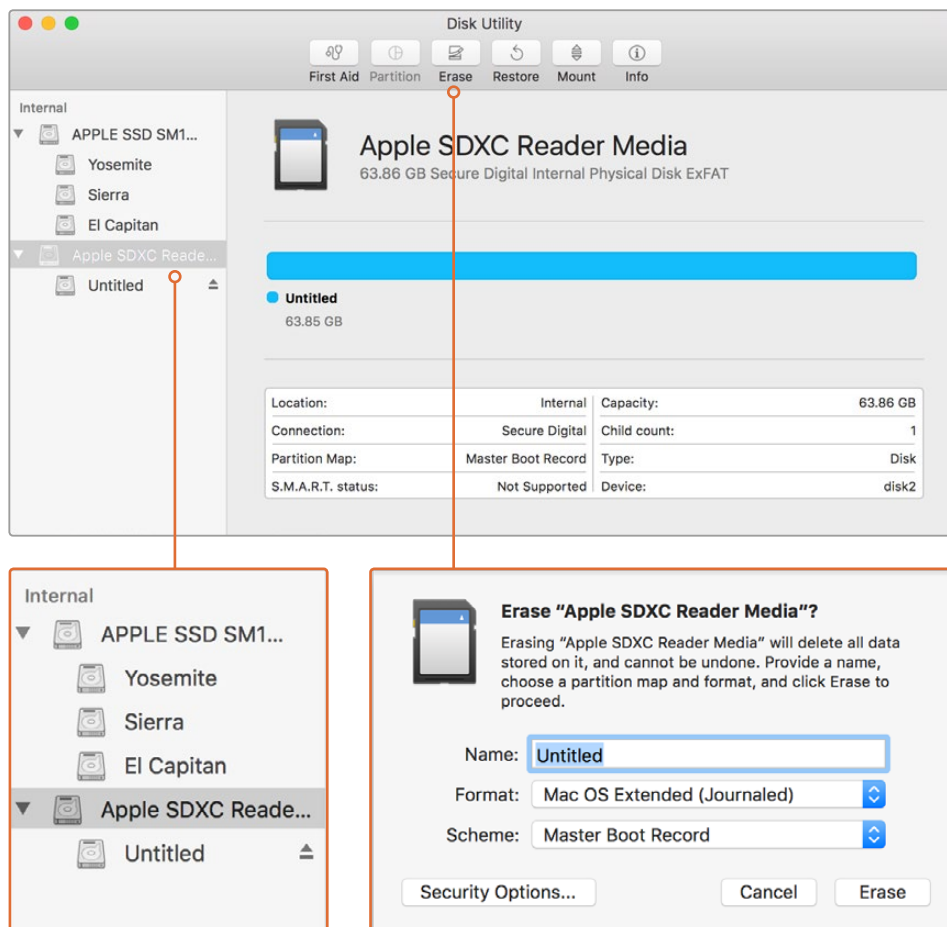 Disk Utility
First Aid Partition Erase Restore Mount Info
Internal
APPLE SSD SM1...
Yosemite
Sierra
El Capitan
Apple SDXC Reade...
Untitled
Apple SDXC Reader Media
63.86 GB Secure Digital Internal Physical Disk ExFAT
Untitled
63.85 GB
Location: Internal Capacity: 63.86 GB
Connection: Secure Digital Child count: 1
Partition Map: Master Boot Record Type: Disk
S.M.A.R.T. status: Not Supported Device: disk2
Internal
APPLE SSD SM1...
Yosemite
Sierra
El Capitan
Apple SDXC Reade...
Untitled
Erase “Apple SDXC Reader Media”?
Erasing “Apple SDXC Reader Media” will delete all data
stored on it, and cannot be undone. Provide a name,
choose a partition map and format, and click Erase to
proceed.
Name: Untitled
Format: Mac OS Extended (Journaled)
Scheme: Master Boot Record
Security Options... Cancel Erase